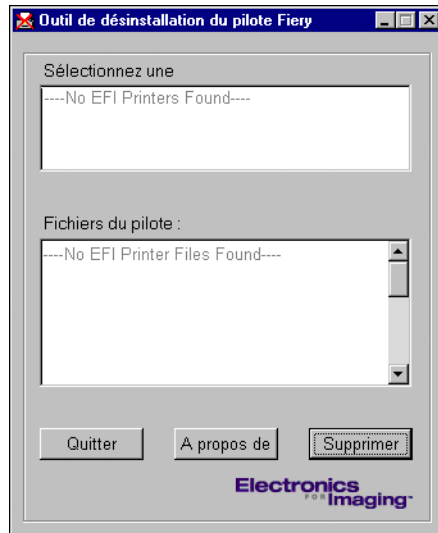 Outil de désinstallation du pilote Fiery
Sélectionnez une
----No EFI Printers Found----
Fichiers du pilote :
----No EFI Printer Files Found----
Quitter
A propos de
Supprimer
Electronics
FOR Imaging™